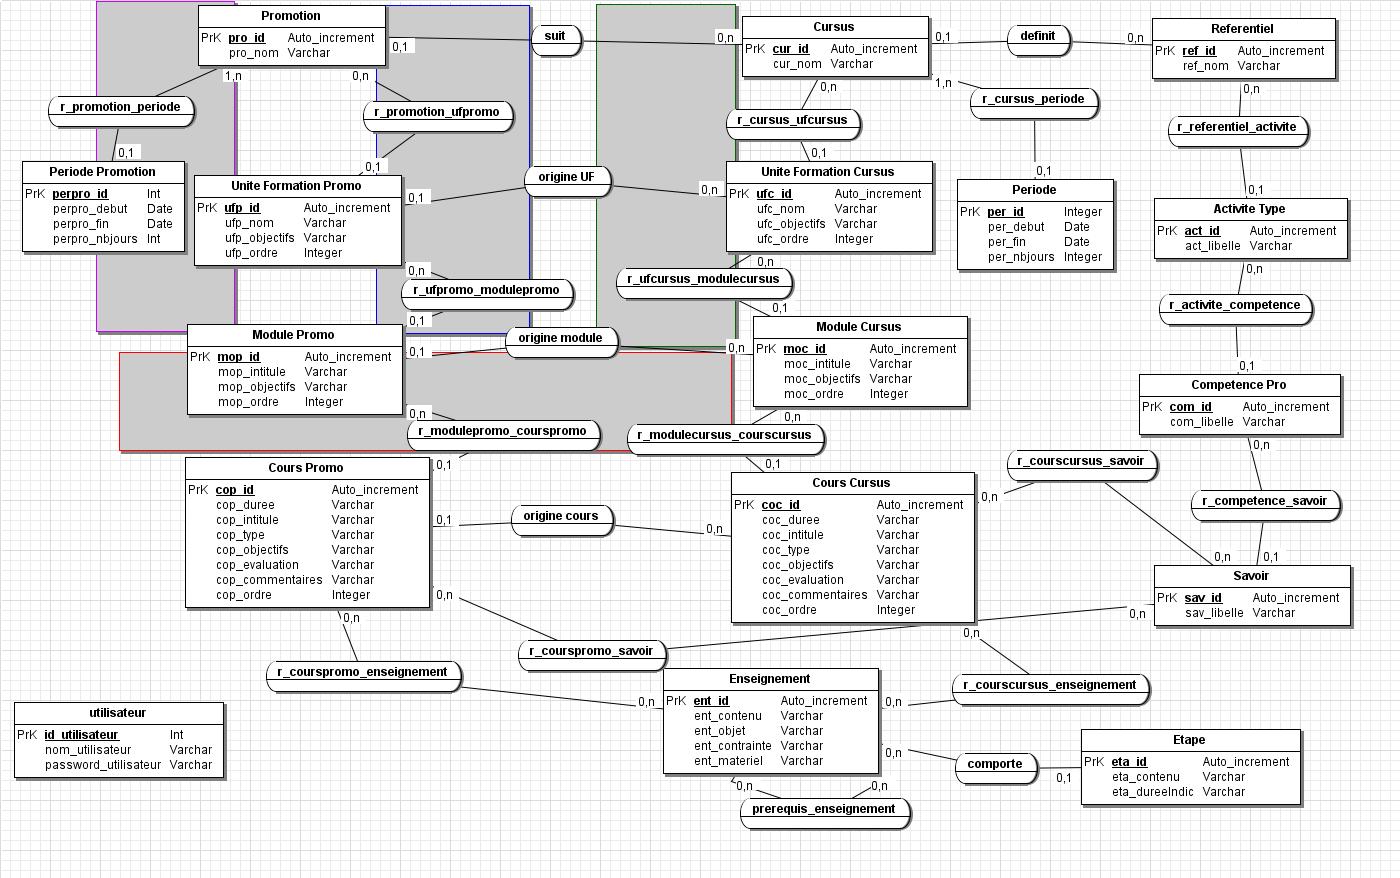 Promotion
PrK pro_id Auto_increment
pro_nom Varchar
0,1
suit
0,n
Cursus
PrK cur_id Auto_increment
cur_nom Varchar
0,1
definit
0,n
Referentiel
PrK ref_id Auto_increment
ref_nom Varchar
1,n
0,n
0,n
1,n
0,n
r_promotion_periode
r_promotion_ufpromo
r_cursus_ufcursus
r_cursus_periode
r_referentiel_activite
0,1
0,1
0,1
0,1
0,1
Periode Promotion
PrK perpro_id Int
perpro_debut Date
perpro_fin Date
perpro_nbjours Int
Unite Formation Promo
PrK ufp_id Auto_increment
ufp_nom Varchar
ufp_objectifs Varchar
ufp_ordre Integer
0,1
origine UF
0,n
Unite Formation Cursus
PrK ufc_id Auto_increment
ufc_nom Varchar
ufc_objectifs Varchar
ufc_ordre Integer
Periode
PrK per_id Integer
per_debut Date
per_fin Date
per_nbjours Integer
Activite Type
PrK act_id Auto_increment
act_libelle Varchar
0,n
0,n
0,n
r_ufpromo_modulepromo
r_ufcursus_modulecursus
r_activite_competence
0,1
0,1
0,1
Module Promo
PrK mop_id Auto_increment
mop_intitule Varchar
mop_objectifs Varchar
mop_ordre Integer
0,1
origine module
0,n
Module Cursus
PrK moc_id Auto_increment
moc_intitule Varchar
moc_objectifs Varchar
moc_ordre Integer
Competence Pro
PrK com_id Auto_increment
com_libelle Varchar
0,n
0,n
0,n
r_modulepromo_courspromo
r_modulecursus_courscursus
r_competence_savoir
0,1
0,1
0,1
Cours Promo
PrK cop_id Auto_increment
cop_duree Varchar
cop_intitule Varchar
cop_type Varchar
cop_objectifs Varchar
cop_evaluation Varchar
cop_commentaires Varchar
cop_ordre Integer
0,1
origine cours
0,n
Cours Cursus
PrK coc_id Auto_increment
coc_duree Varchar
coc_intitule Varchar
coc_type Varchar
coc_objectifs Varchar
coc_evaluation Varchar
coc_commentaires Varchar
coc_ordre Integer
0,n
r_courscursus_savoir
0,n
Savoir
PrK sav_id Auto_increment
sav_libelle Varchar
0,n
r_courspromo_savoir
0,n
0,n
r_courspromo_enseignement
0,n
0,n
r_courscursus_enseignement
0,n
Enseignement
PrK ent_id Auto_increment
ent_contenu Varchar
ent_objet Varchar
ent_contrainte Varchar
ent_materiel Varchar
0,n
comporte
0,1
Etape
PrK eta_id Auto_increment
eta_contenu Varchar
eta_dureeIndic Varchar
0,n
0,n
prerequis_enseignement
utilisateur
PrK id_utilisateur Int
nom_utilisateur Varchar
password_utilisateur Varchar